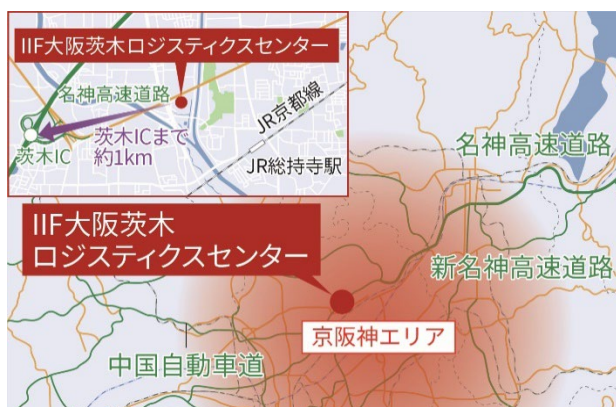 IIF大阪茨木ロジスティクスセンター
名神高速道路
茨木IC
茨木ICまで
約1km
JR京都線
JR総持寺駅
名神高速道路
IIF大阪茨木
ロジスティクスセンター
新名神高速道路
京阪神エリア
中国自動車道